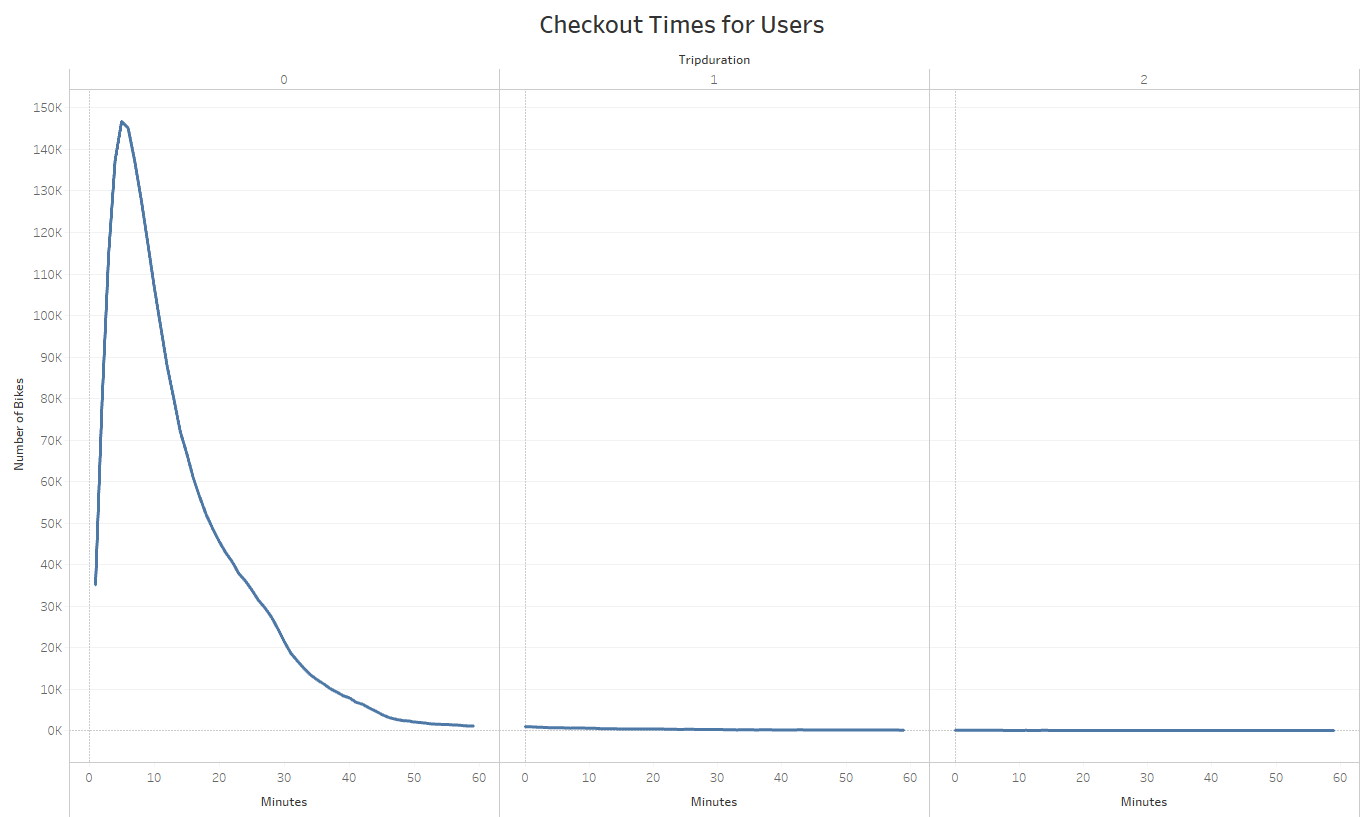 Checkout Times for Users
Tripduration
0 1 2
150K
140K
130K
120K
110K
100K
90K
80K
70K
60K
50K
40K
30K
20K
10K
0K
Number of Bikes
0 10 20 30 40 50 60 0 10 20 30 40 50 60 0 10 20 30 40 50 60
Minutes Minutes Minutes